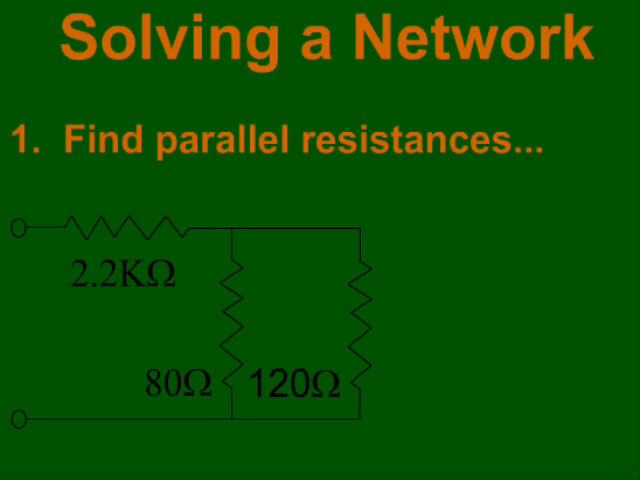 Solving a Network
1. Find parallel resistances...
2.2KΩ
80Ω 120Ω